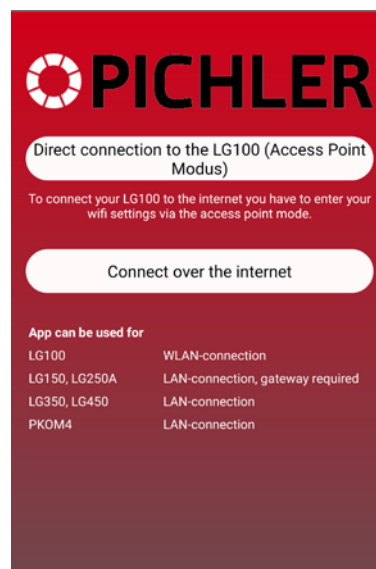 PICHLER
Direct connection to the LG100 (Access Point
Modus)
To connect your LG100 to the internet you have to enter your
wifi settings via the access point mode.
Connect over the internet
App can be used for
LG100 WLAN-connection
LG150, LG250A LAN-connection, gateway required
LG350, LG450 LAN-connection
PKOM4 LAN-connection